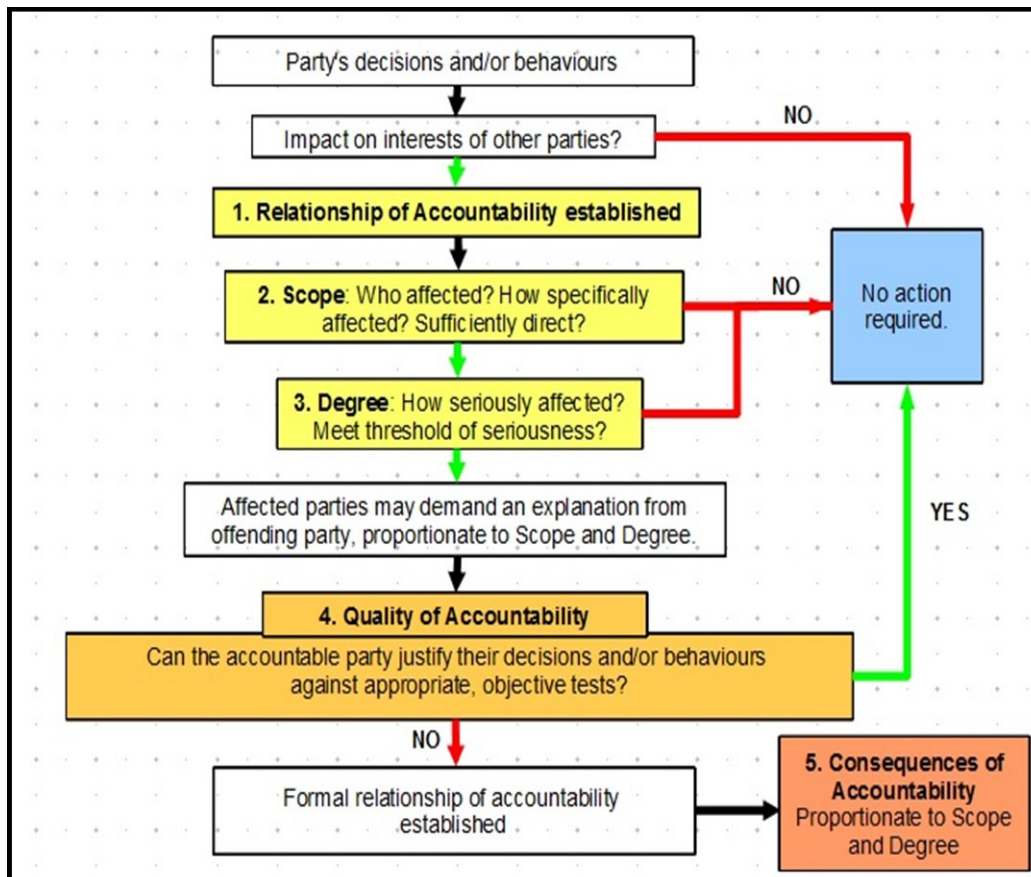 Party's decisions and/or behaviours
NO
Impact on interests of other parties?
1. Relationship of Accountability established
2. Scope: Who affected? How specifically
affected? Sufficiently direct?
NO
No action
required.
3. Degree: How seriously affected?
Meet threshold of seriousness?
Affected parties may demand an explanation from
offending party, proportionate to Scope and Degree.
YES
4. Quality of Accountability
Can the accountable party justify their decisions and/or behaviours
against appropriate, objective tests?
NO
Formal relationship of accountability
established
5. Consequences of
Accountability
Proportionate to Scope
and Degree